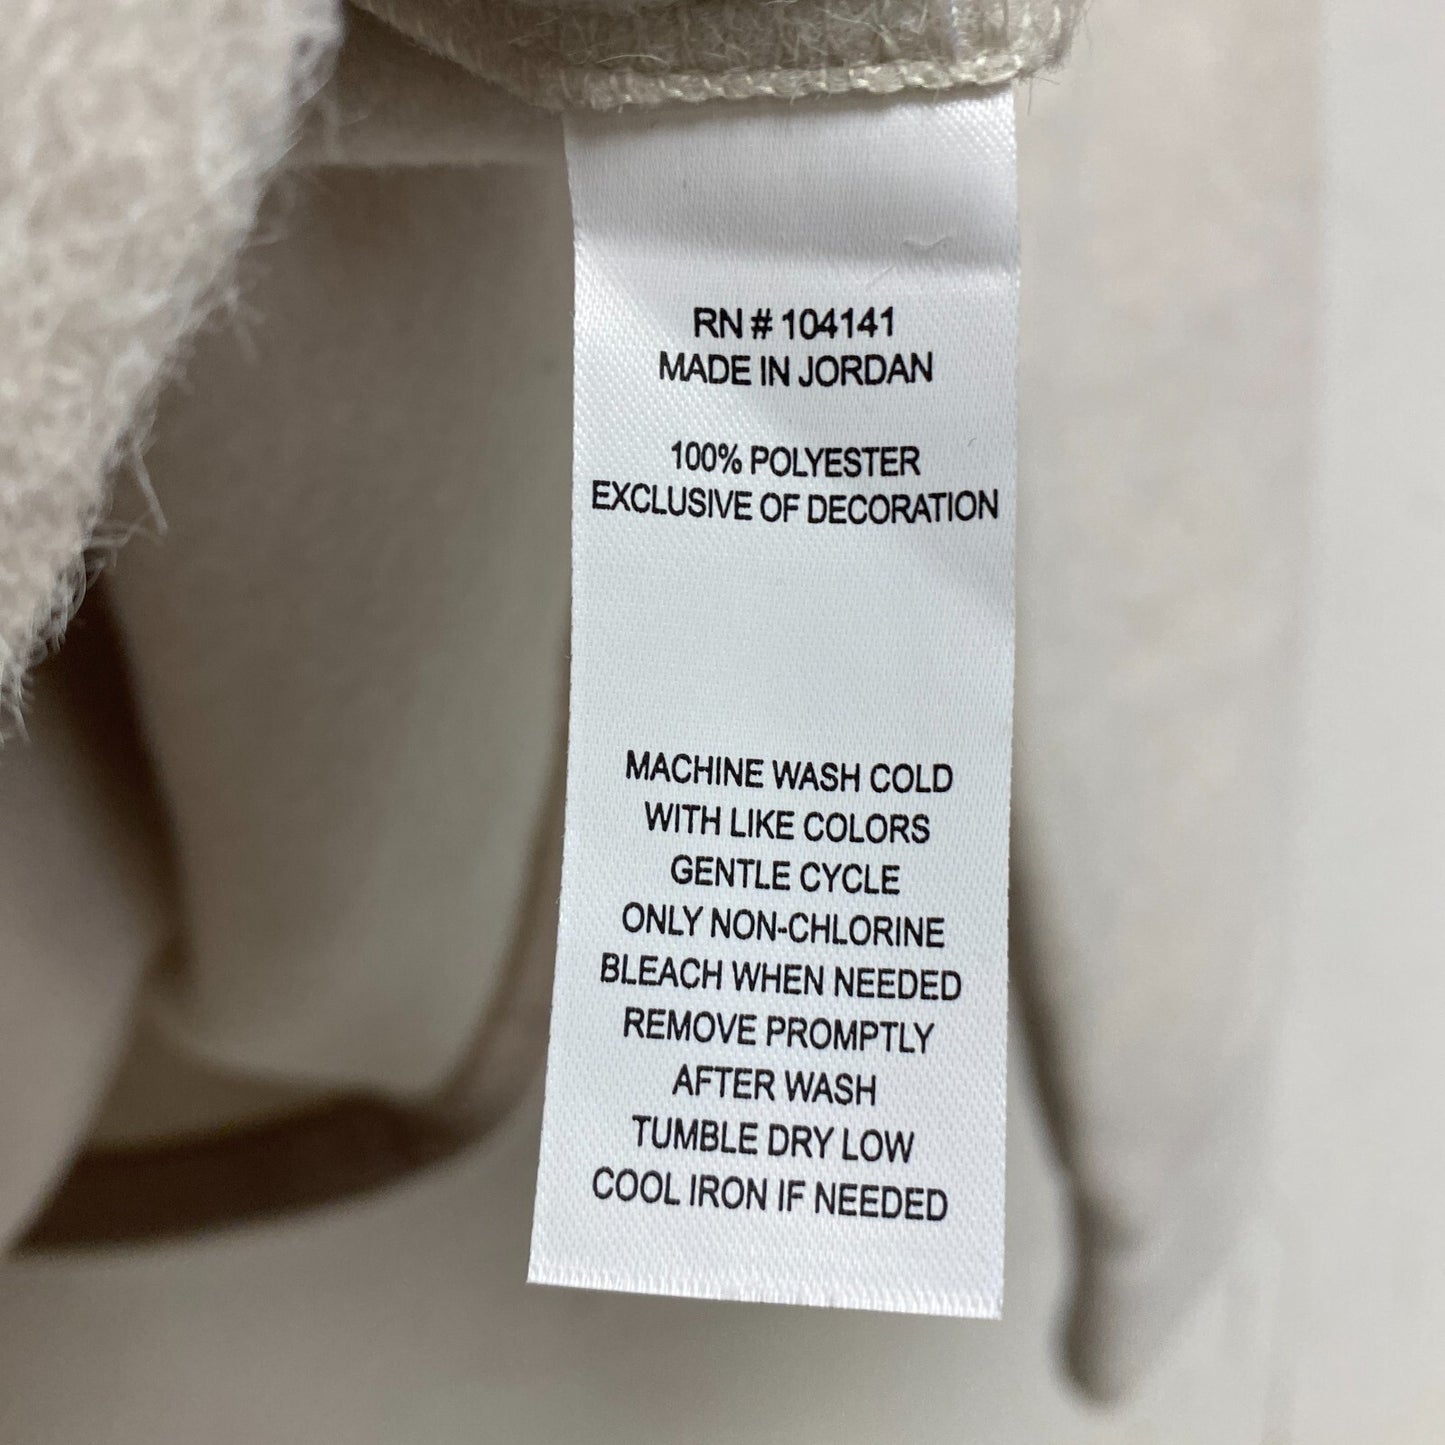 RN # 104141
MADE IN JORDAN
100% POLYESTER
EXCLUSIVE OF DECORATION
MACHINE WASH COLD
WITH LIKE COLORS
GENTLE CYCLE
ONLY NON-CHLORINE
BLEACH WHEN NEEDED
REMOVE PROMPTLY
AFTER WASH
TUMBLE DRY LOW
COOL IRON IF NEEDED